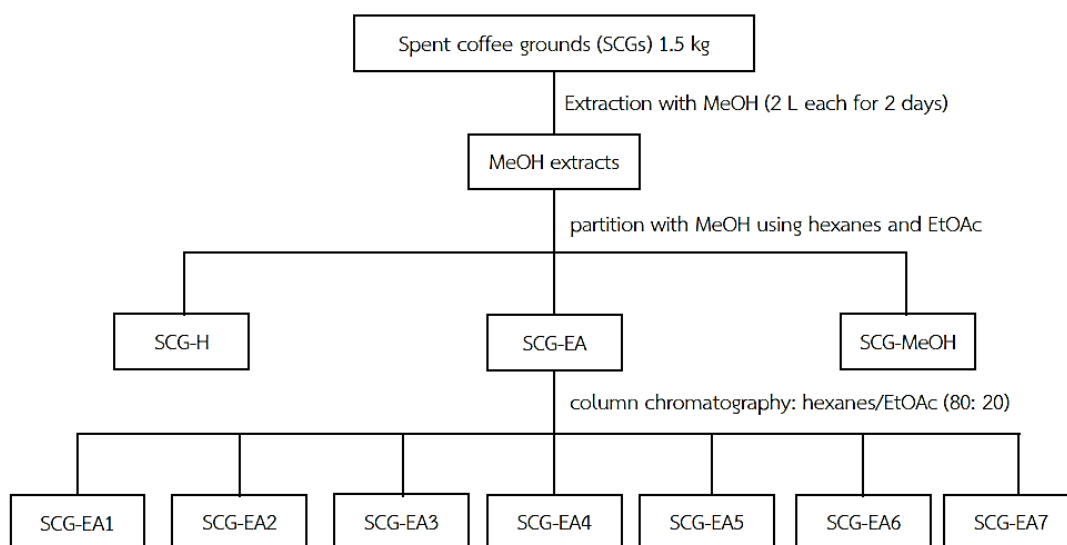 Spent coffee grounds (SCGs) 1.5 kg
Extraction with MeOH (2 L each for 2 days)
MeOH extracts
partition with MeOH using hexanes and EtOAc
SCG-H
SCG-EA
SCG-MeOH
column chromatography: hexanes/EtOAc (80: 20)
SCG-EA1
SCG-EA2
SCG-EA3
SCG-EA4
SCG-EA5
SCG-EA6
SCG-EA7